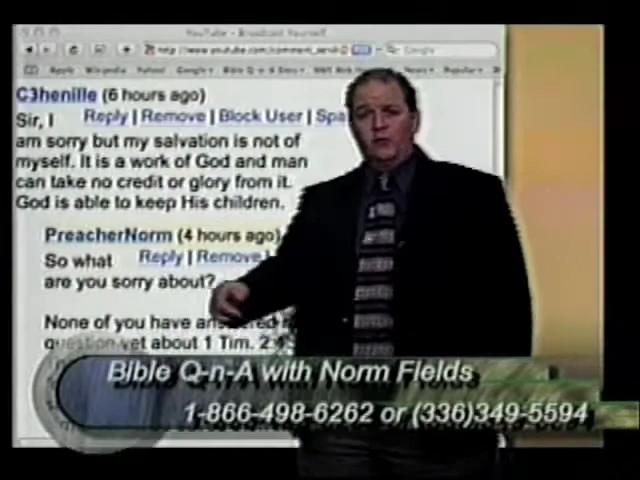 YouTube - Broadcast Yourself
C3henille (6 hours ago)
Sir, I Reply | Remove | Block User | Spa
am sorry but my salvation is not of
myself. It is a work of God and man
can take no credit or glory from it.
God is able to keep His children.
PreacherNorm (4 hours ago)
So what Reply | Remove
are you sorry about?
None of you have answered
question yet about 1 Tim. 2:4
Bible Q-n-A with Norm Fields
1-866-498-6262 or (336)349-5594